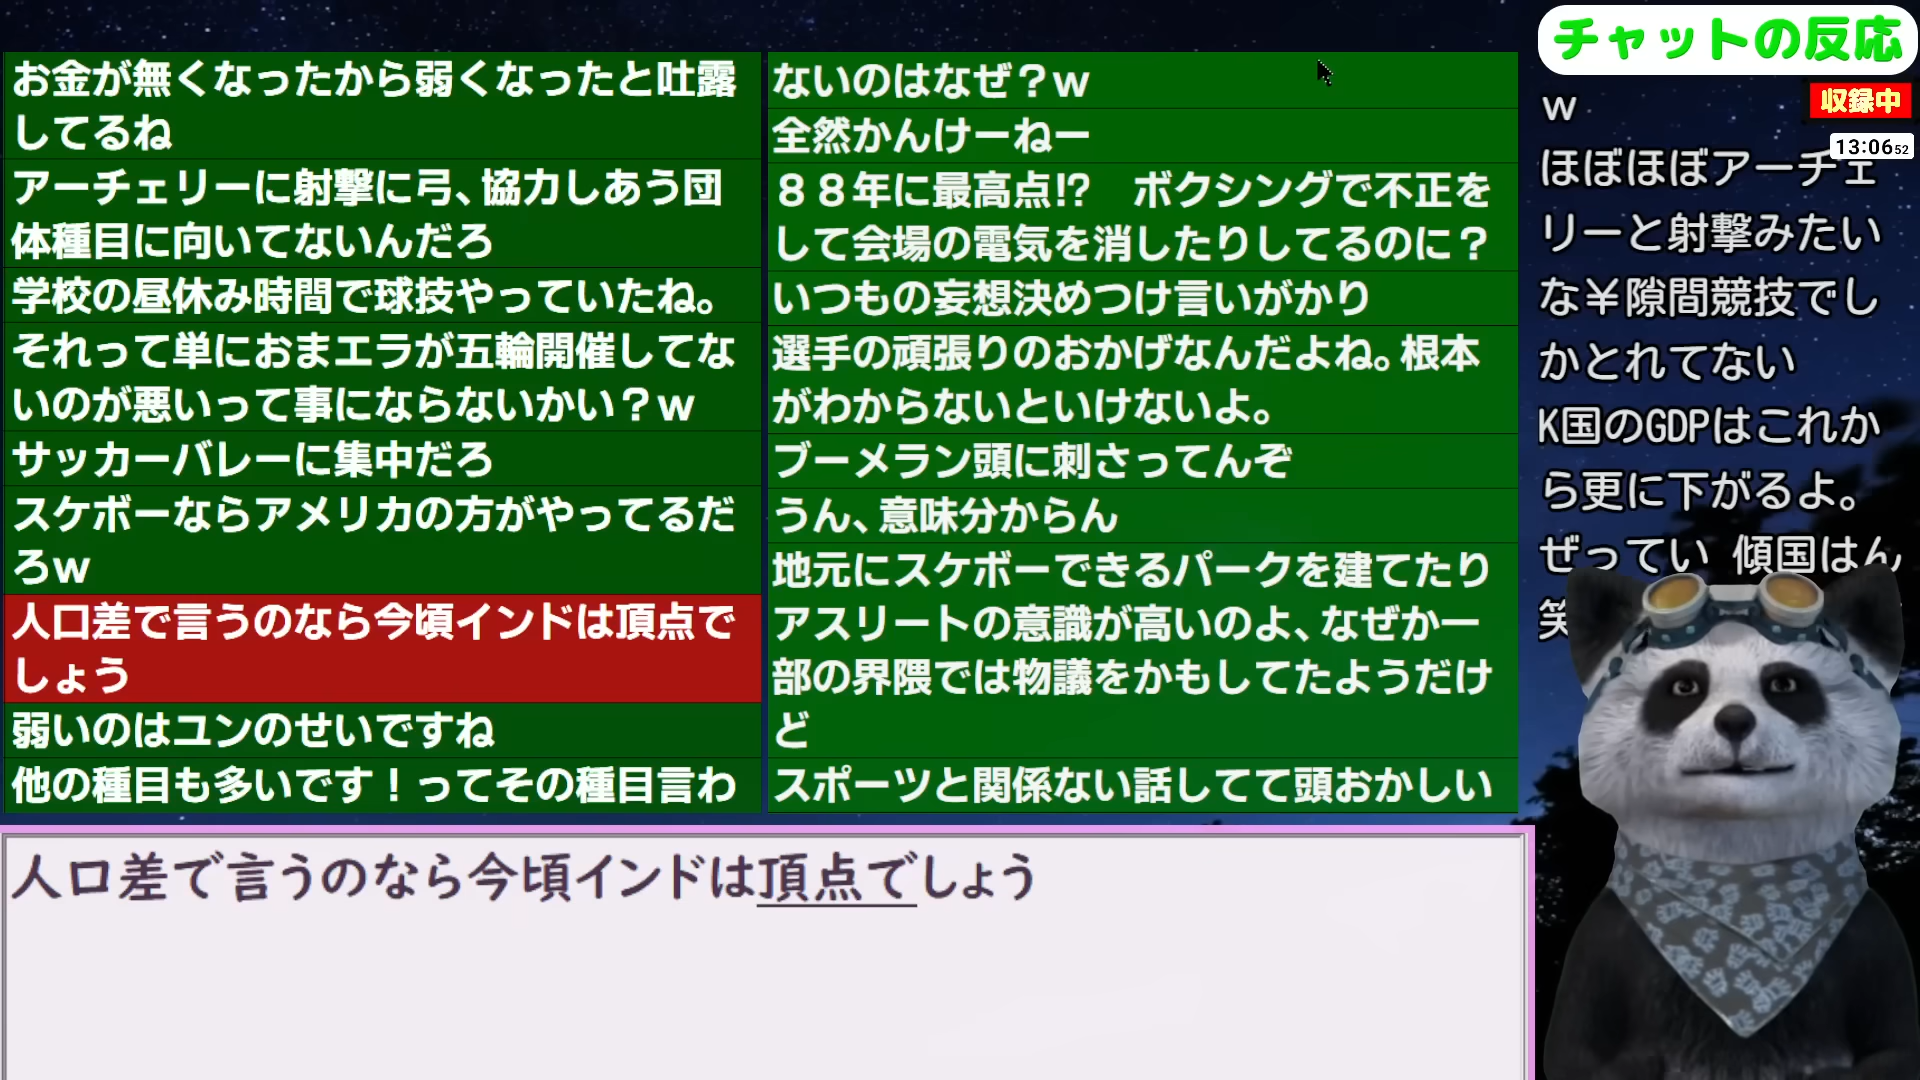 お金が無くなったから弱くなったと吐露
してるね
アーチェリーに射撃に弓、協力しあう団
体種目に向いてないんだろ
学校の昼休み時間で球技やっていたね。
それって単におまエラが五輪開催してな
いのが悪いって事にならないかい？w
サッカーバレーに集中だろ
スケボーならアメリカの方がやってるだ
ろw
人口差で言うのなら今頃インドは頂点で
しょう
弱いのはユンのせいですね
他の種目も多いです！ってその種目言わ
ないのはなぜ？w
全然かんけーねー
８８年に最高点!?　ボクシングで不正を
して会場の電気を消したりしてるのに？
いつもの妄想決めつけ言いがかり
選手の頑張りのおかげなんだよね。根本
がわからないといけないよ。
ブーメラン頭に刺さってんぞ
うん、意味分からん
地元にスケボーできるパークを建てたり
アスリートの意識が高いのよ、なぜか一
部の界隈では物議をかもしてたようだけ
ど
スポーツと関係ない話してて頭おかしい
チャットの反応
収録中
13:06 52
w
ほぼほぼアーチェ
リーと射撃みたい
な￥隙間競技でし
かとれてない
K国のGDPはこれか
ら更に下がるよ。
ぜってい 傾国はん
笑
人口差で言うのなら今頃インドは頂点でしょう